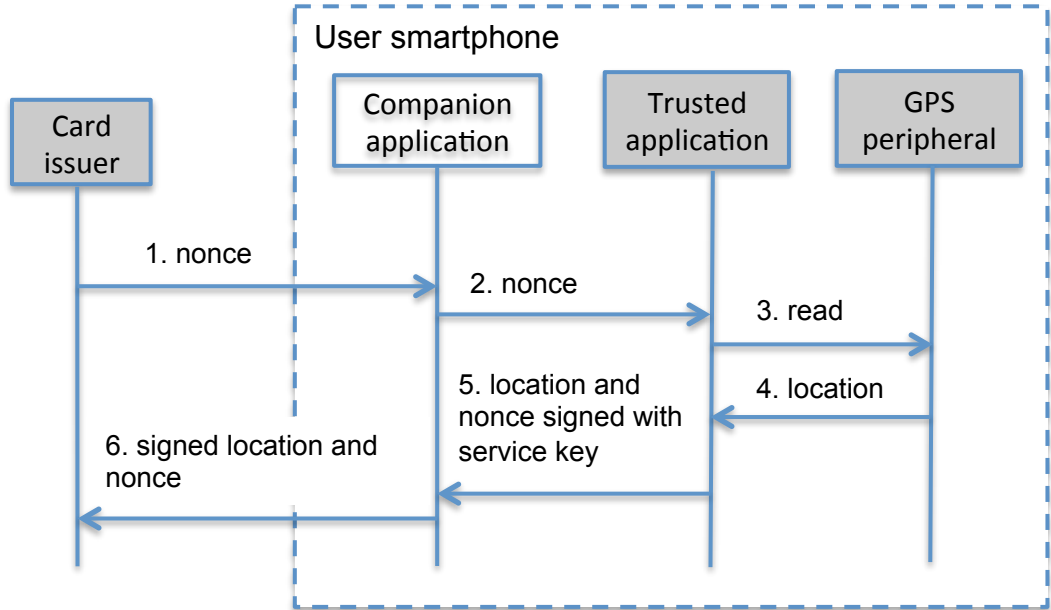 User smartphone
Card
issuer
Companion
application
Trusted
application
GPS
peripheral
1. nonce
2. nonce
3. read
4. location
5. location and
nonce signed with
service key
6. signed location and
nonce